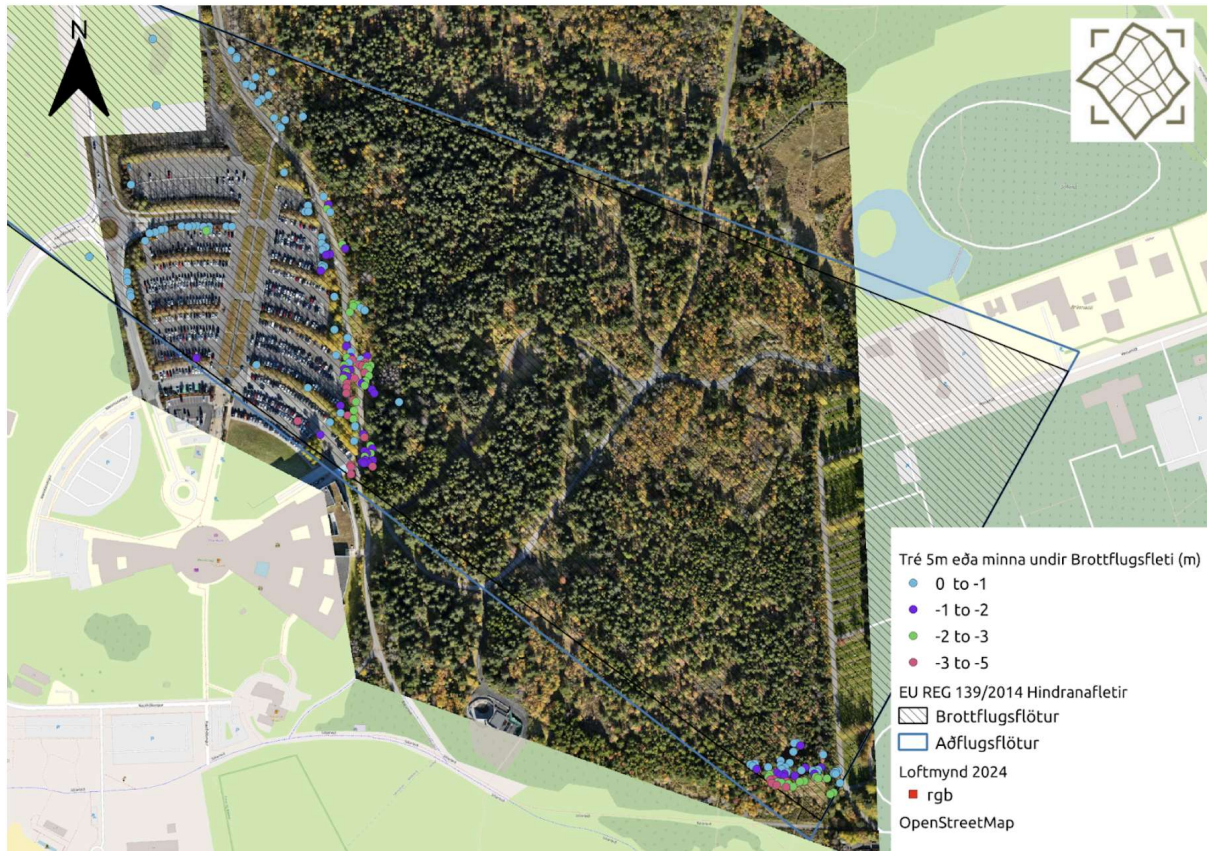 N
Tré 5m eða minna undir Brottflugsfleti (m)
0 to -1
-1 to -2
-2 to -3
-3 to -5
EU REG 139/2014 Hindranafletir
Brottflugsflötur
Aðflugsflötur
Loftmynd 2024
rgb
OpenStreetMap